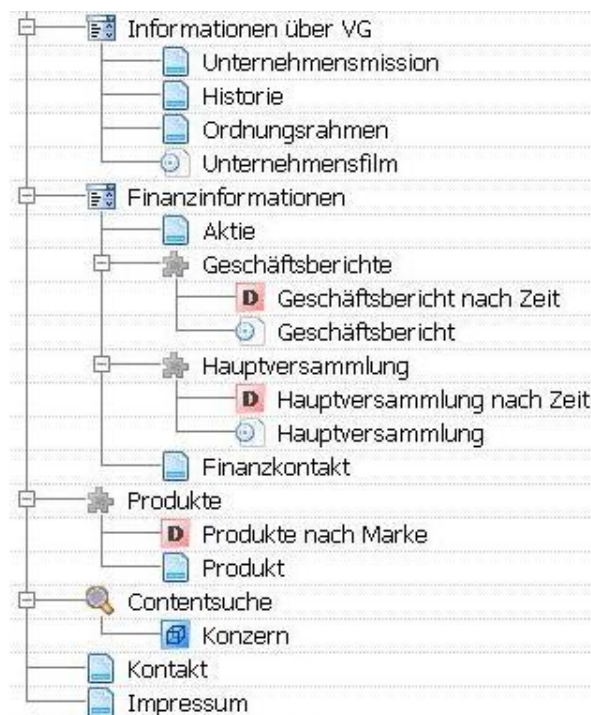 Informationen über VG
Unternehmensmission
Historie
Ordnungsrahmen
Unternehmensfilm
Finanzinformationen
Aktie
Geschäftsberichte
D Geschäftsbericht nach Zeit
Geschäftsbericht
Hauptversammlung
D Hauptversammlung nach Zeit
Hauptversammlung
Finanzkontakt
Produkte
D Produkte nach Marke
Produkt
Contentsuche
Konzern
Kontakt
Impressum